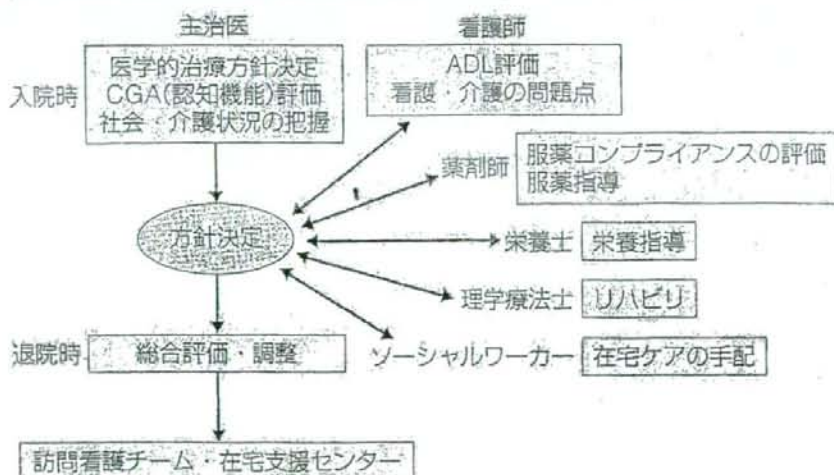 主治医
看護師
入院時
医学的治療方針決定
CGA(認知機能)評価
社会・介護状況の把握
ADL評価
看護・介護の問題点
薬剤師
服薬コンプライアンスの評価
服薬指導
方針決定
栄養士
栄養指導
理学療法士
リハビリ
退院時
総合評価・調整
ソーシャルワーカー
在宅ケアの手配
訪問看護チーム・在宅支援センター